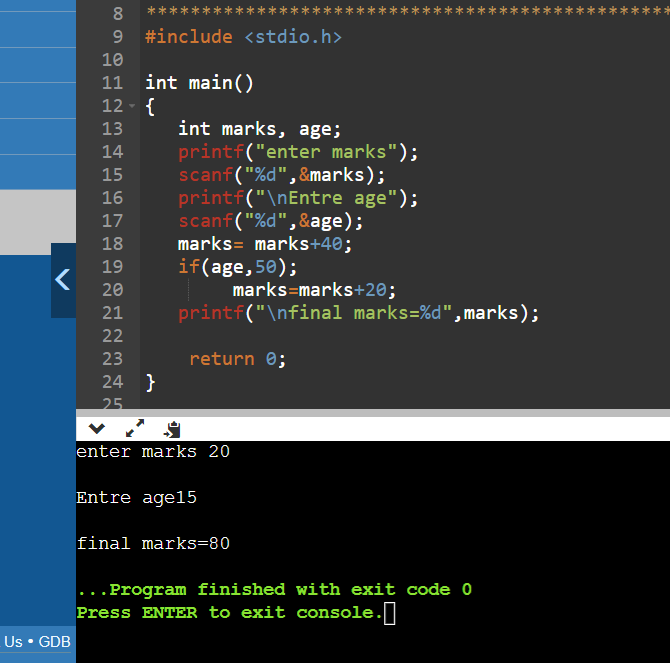 8 ************************************************
9 #include <stdio.h>
10
11 int main()
12 {
13 int marks, age;
14 printf("enter marks");
15 scanf("%d",&marks);
16 printf("\nEntre age");
17 scanf("%d",&age);
18 marks= marks+40;
19 if(age,50);
20 marks=marks+20;
21 printf("\nfinal marks=%d",marks);
22
23 return 0;
24 }
25
enter marks 20
Entre age15
final marks=80
...Program finished with exit code 0
Press ENTER to exit console.
Us • GDB